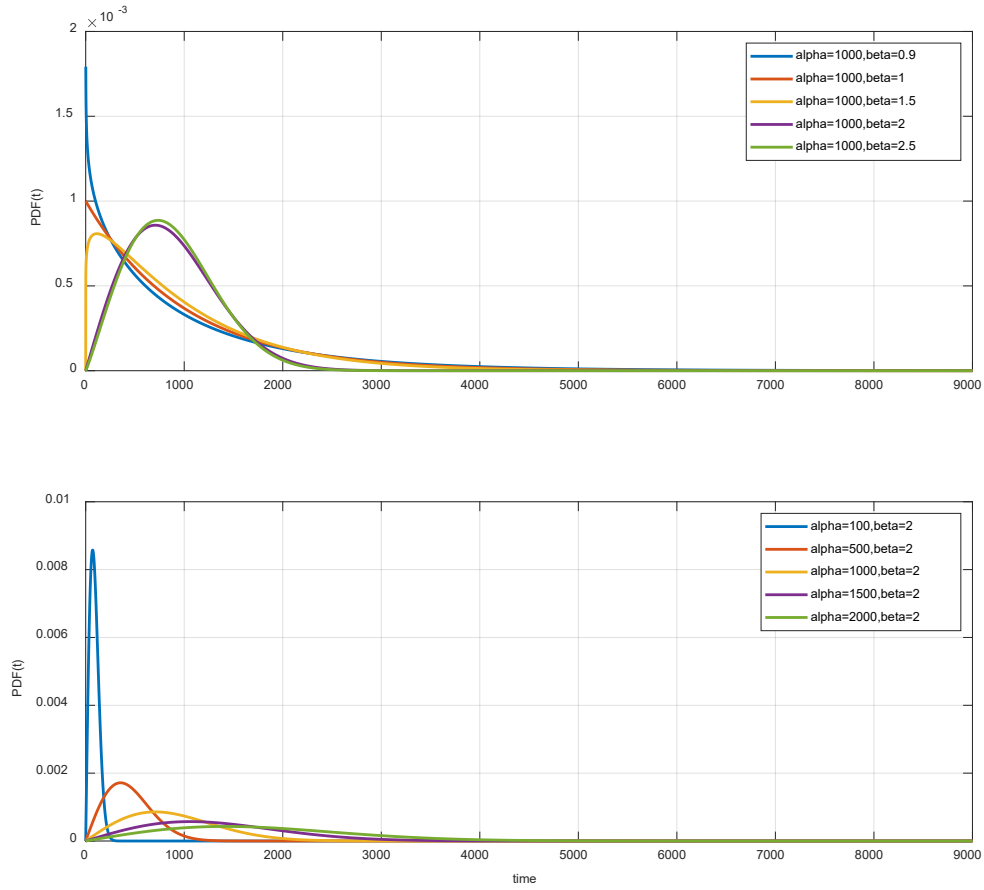 × 10 -3
2
1.5
1
0.5
0
PDF(t)
alpha=1000,beta=0.9
alpha=1000,beta=1
alpha=1000,beta=1.5
alpha=1000,beta=2
alpha=1000,beta=2.5
0 1000 2000 3000 4000 5000 6000 7000 8000 9000
0.01
0.008
0.006
0.004
0.002
0
PDF(t)
alpha=100,beta=2
alpha=500,beta=2
alpha=1000,beta=2
alpha=1500,beta=2
alpha=2000,beta=2
0 1000 2000 3000 4000 5000 6000 7000 8000 9000
time